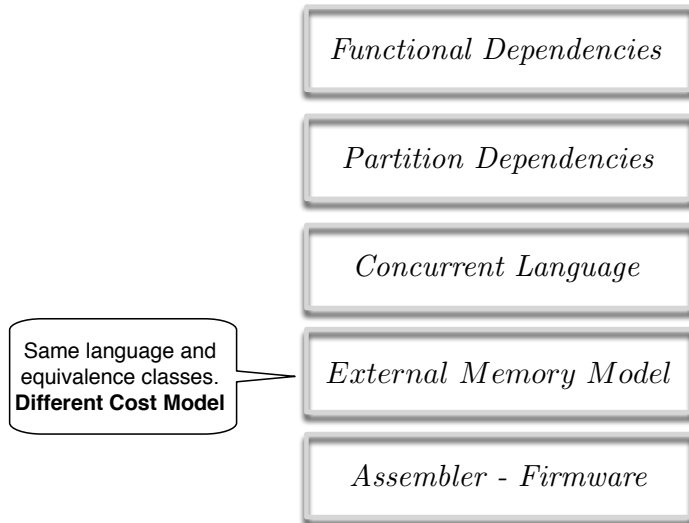 Functional Dependencies
Partition Dependencies
Concurrent Language
Same language and
equivalence classes.
Different Cost Model
External Memory Model
Assembler - Firmware